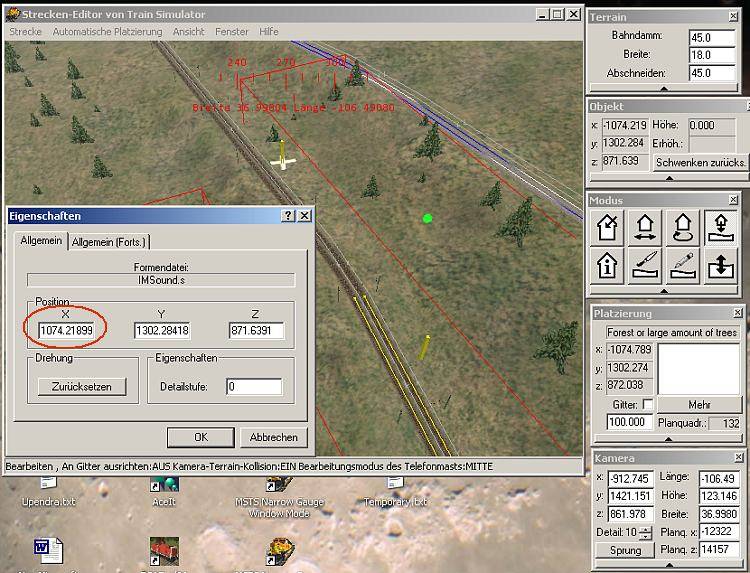 Strecken-Editor von Train Simulator
Strecke Automatische Platzierung Ansicht Fenster Hilfe
240 270 300
Breite 36.99804 Länge -106.49080
Eigenschaften
Allgemein Allgemein (Forts.)
Formendatei:
IMSound.s
Position
X Y Z
1074.21899 1302.28418 871.6391
Drehung Eigenschaften
Zurücksetzen Detailstufe: 0
OK Abbrechen
Bearbeiten , An Gitter ausrichten:AUS Kamera-Terrain-Kollision:EIN Bearbeitungsmodus des Telefonmasts:MITTE
Terrain
Bahndamm: 45.0
Breite: 18.0
Abschneiden: 45.0
Objekt
x: -1074.219 Höhe: 0.000
y: 1302.284 Erhöh.:
z: 871.639 Schwenken zurücks.
Modus
Platzierung
Forest or large amount of trees
x: -1074.789
y: 1302.274
z: 872.038
Gitter: Mehr
100.000 Planquadr.: 132
Kamera
x: -912.745 Länge: -106.49
y: 1421.151 Höhe: 123.146
z: 861.978 Breite: 36.9980
Detail: 10 Planq. x: -12322
Sprung Planq. z: 14157
Upendra.txt AceIt MSTS Narrow Gauge Temporary.txt
Window Mode